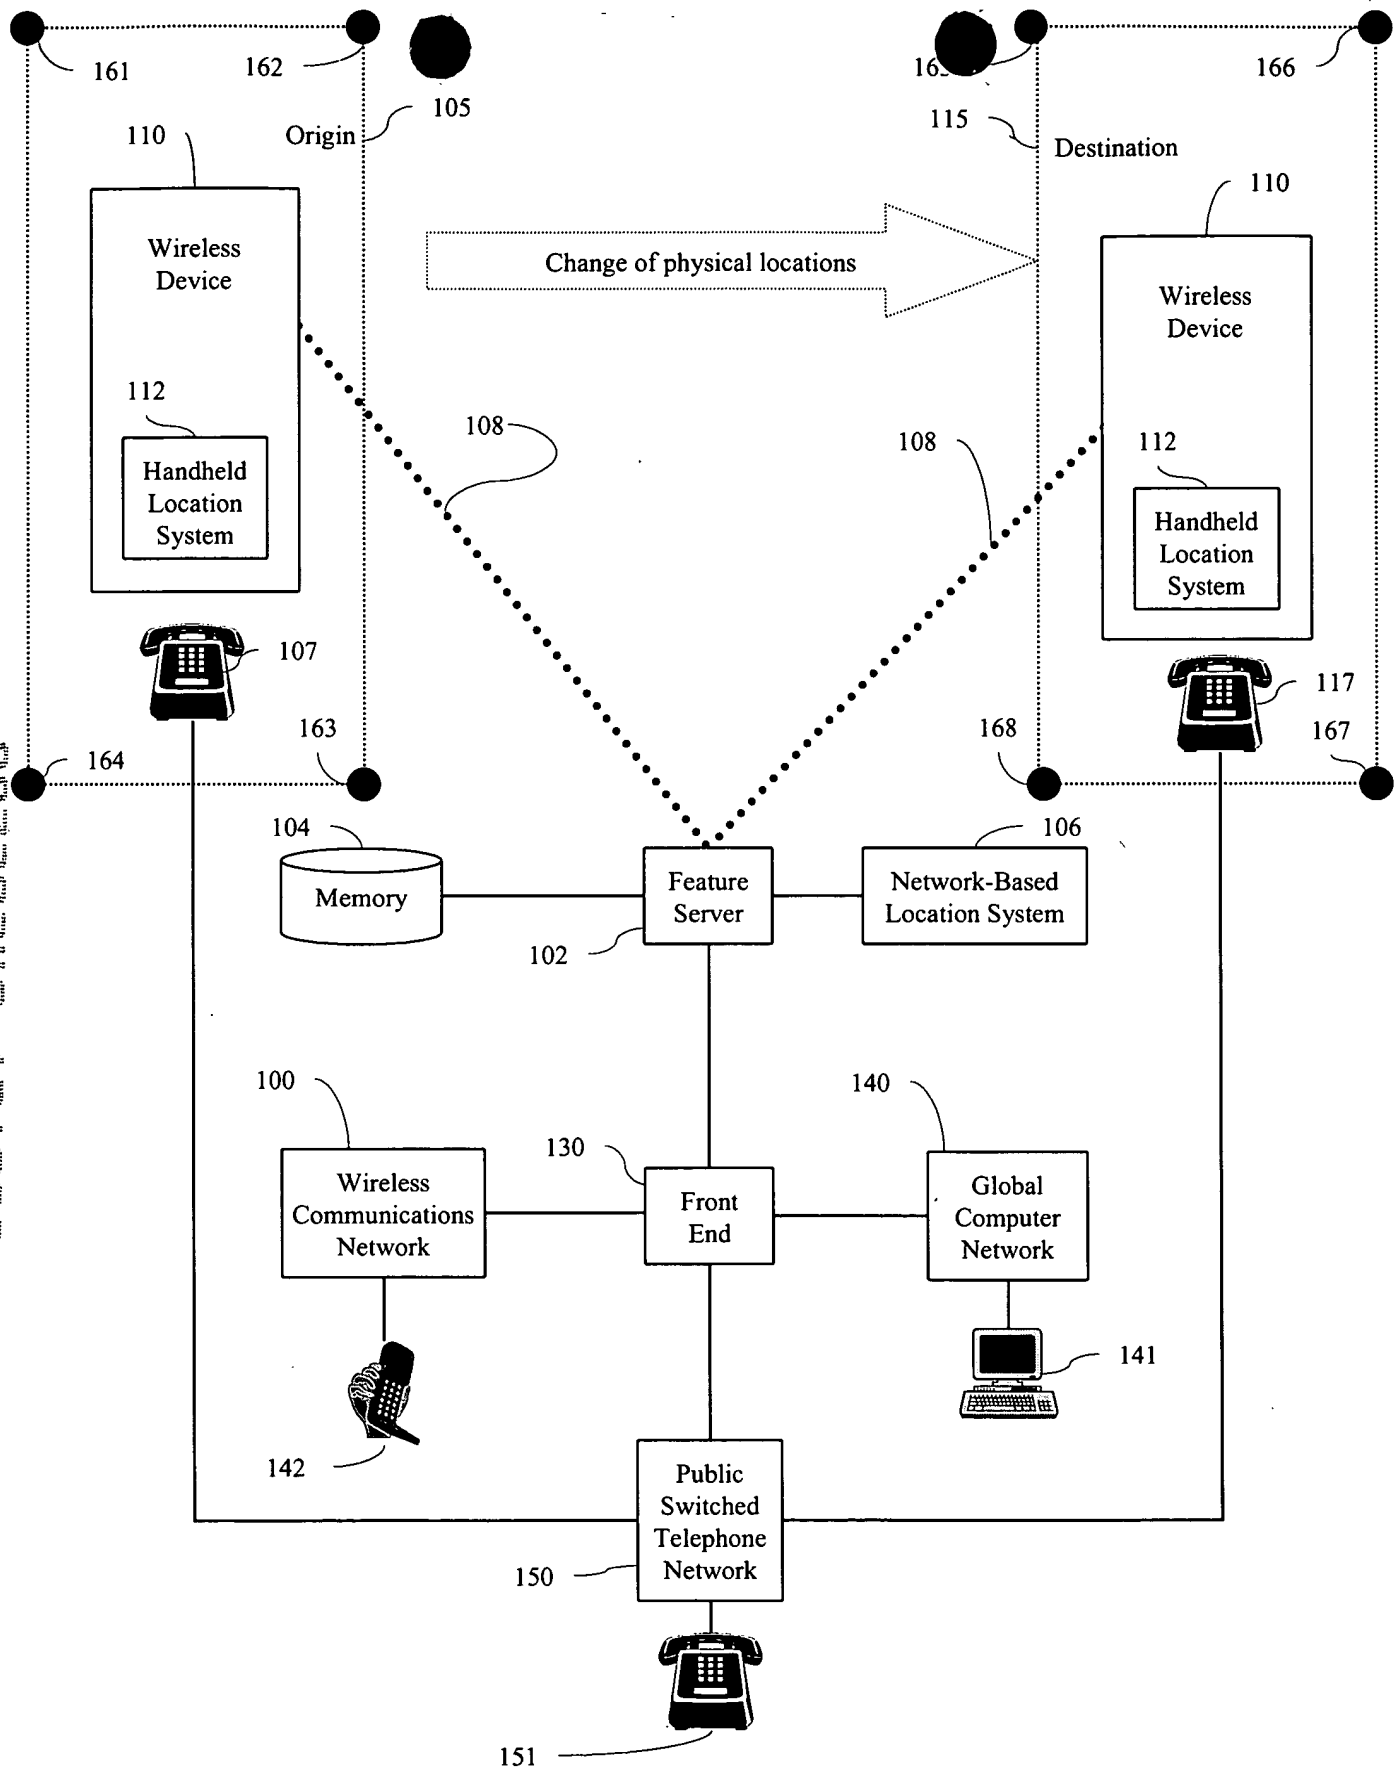 161
162
105
166
115
110
Origin
Destination
110
Wireless
Device
Change of physical locations
Wireless
Device
112
108
108
112
Handheld
Location
System
Handheld
Location
System
107
117
164
163
168
167
104
106
Memory
Feature
Server
Network-Based
Location System
102
100
140
130
Wireless
Communications
Network
Front
End
Global
Computer
Network
141
142
Public
Switched
Telephone
Network
150
151